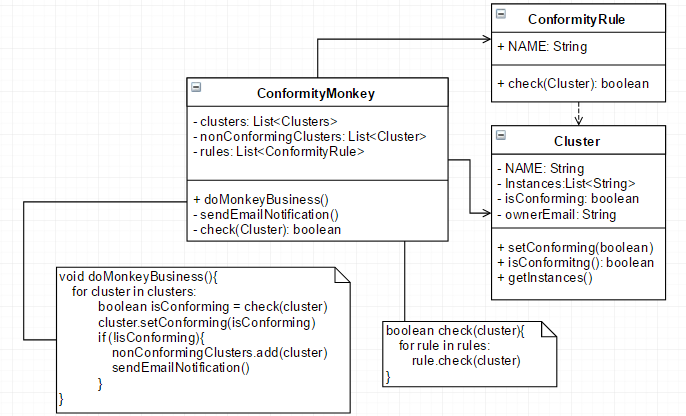 ConformityRule
+ NAME: String
+ check(Cluster): boolean
ConformityMonkey
- clusters: List<Clusters>
- nonConformingClusters: List<Cluster>
- rules: List<ConformityRule>
+ doMonkeyBusiness()
- sendEmailNotification()
- check(Cluster): boolean
Cluster
- NAME: String
- Instances:List<String>
- isConforming: boolean
- ownerEmail: String
+ setConforming(boolean)
+ isConformitng(): boolean
+ getInstances()
void doMonkeyBusiness(){
for cluster in clusters:
boolean isConforming = check(cluster)
cluster.setConforming(isConforming)
if (!isConforming){
nonConformingClusters.add(cluster)
sendEmailNotification()
}
}
boolean check(cluster){
for rule in rules:
rule.check(cluster)
}